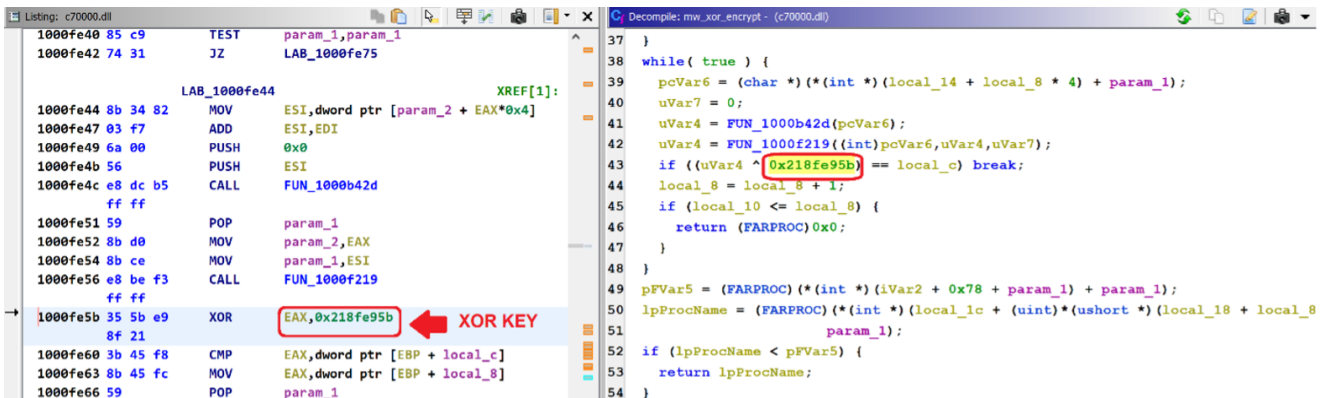 Listing: c70000.dll
1000fe40 85 c9 TEST param_1,param_1
1000fe42 74 31 JZ LAB_1000fe75
LAB_1000fe44 XREF[1]:
1000fe44 8b 34 82 MOV ESI,dword ptr [param_2 + EAX*0x4]
1000fe47 03 f7 ADD ESI,EDI
1000fe49 6a 00 PUSH 0x0
1000fe4b 56 PUSH ESI
1000fe4c e8 dc b5 CALL FUN_1000b42d
ff ff
1000fe51 59 POP param_1
1000fe52 8b d0 MOV param_2,EAX
1000fe54 8b ce MOV param_1,ESI
1000fe56 e8 be f3 CALL FUN_1000f219
ff ff
1000fe5b 35 5b e9 XOR EAX,0x218fe95b XOR KEY
8f 21
1000fe60 3b 45 f8 CMP EAX,dword ptr [EBP + local_c]
1000fe63 8b 45 fc MOV EAX,dword ptr [EBP + local_8]
1000fe66 59 POP param_1
Decompile: mw_xor_encrypt - (c70000.dll)
37 }
38 while( true ) {
39 pcVar6 = (char *)(*(int *)(local_14 + local_8 * 4) + param_1);
40 uVar7 = 0;
41 uVar4 = FUN_1000b42d(pcVar6);
42 uVar4 = FUN_1000f219((int)pcVar6,uVar4,uVar7);
43 if ((uVar4 ^ 0x218fe95b) == local_c) break;
44 local_8 = local_8 + 1;
45 if (local_10 <= local_8) {
46 return (FARPROC)0x0;
47 }
48 }
49 pFVar5 = (FARPROC)(*(int *)(iVar2 + 0x78 + param_1) + param_1);
50 lpProcName = (FARPROC)(*(int *)(local_1c + (uint)*(ushort *)(local_18 + local_8
51 param_1);
52 if (lpProcName < pFVar5) {
53 return lpProcName;
54 }